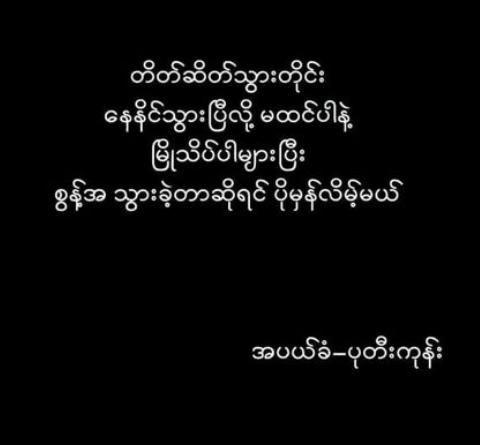 တိတ်ဆိတ်သွားတိုင်း
နေနိင်သွားပြီလို့ မထင်ပါနဲ့
မြိုသိပ်ပါများပြီး
စွန့်အ သွားခဲ့တာဆိုရင် ပိုမှန်လိမ့်မယ်
အပယ်ခံ–ပုတီးကုန်း